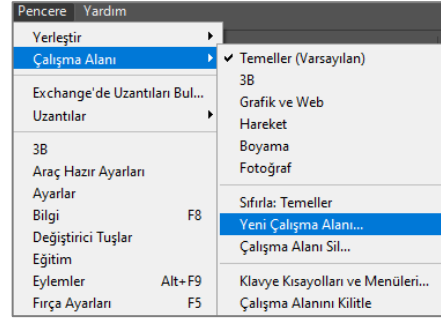 Pencere Yardım
Yerleştir
Çalışma Alanı
Exchange'de Uzantıları Bul...
Uzantılar
3B
Araç Hazır Ayarları
Ayarlar
Bilgi F8
Değiştirici Tuşlar
Eğitim
Eylemler Alt+F9
Fırça Ayarları F5
Temeller (Varsayılan)
3B
Grafik ve Web
Hareket
Boyama
Fotoğraf
Sıfırla: Temeller
Yeni Çalışma Alanı...
Çalışma Alanı Sil...
Klavye Kısayolları ve Menüleri...
Çalışma Alanını Kilitle